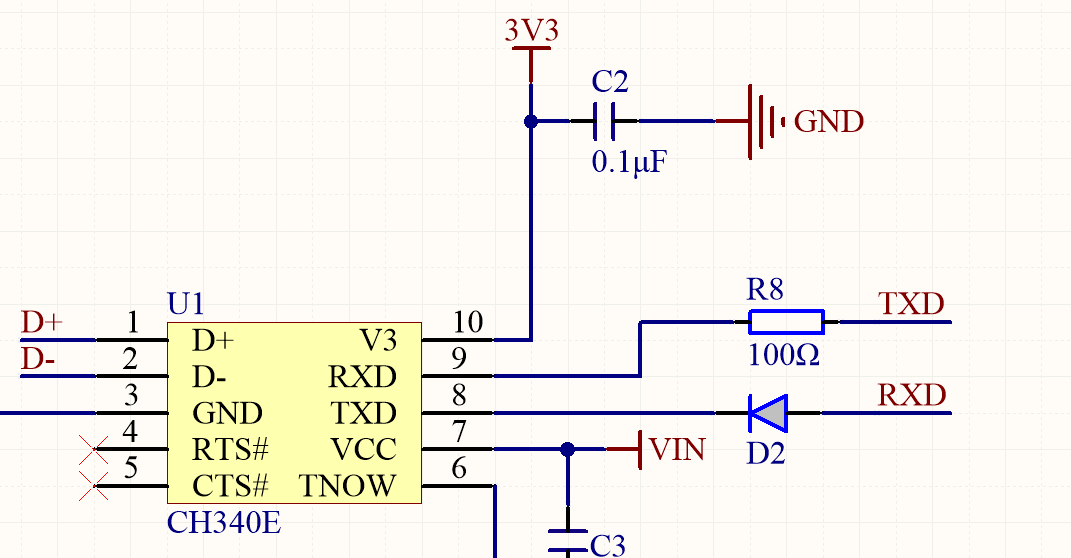 3V3
C2
GND
0.1µF
R8
TXD
100Ω
U1
D+ 1 D+ V3 10
D- 2 D- RXD 9
3 GND TXD 8
RXD
D2
4 RTS# VCC 7
VIN
5 CTS# TNOW 6
CH340E
C3